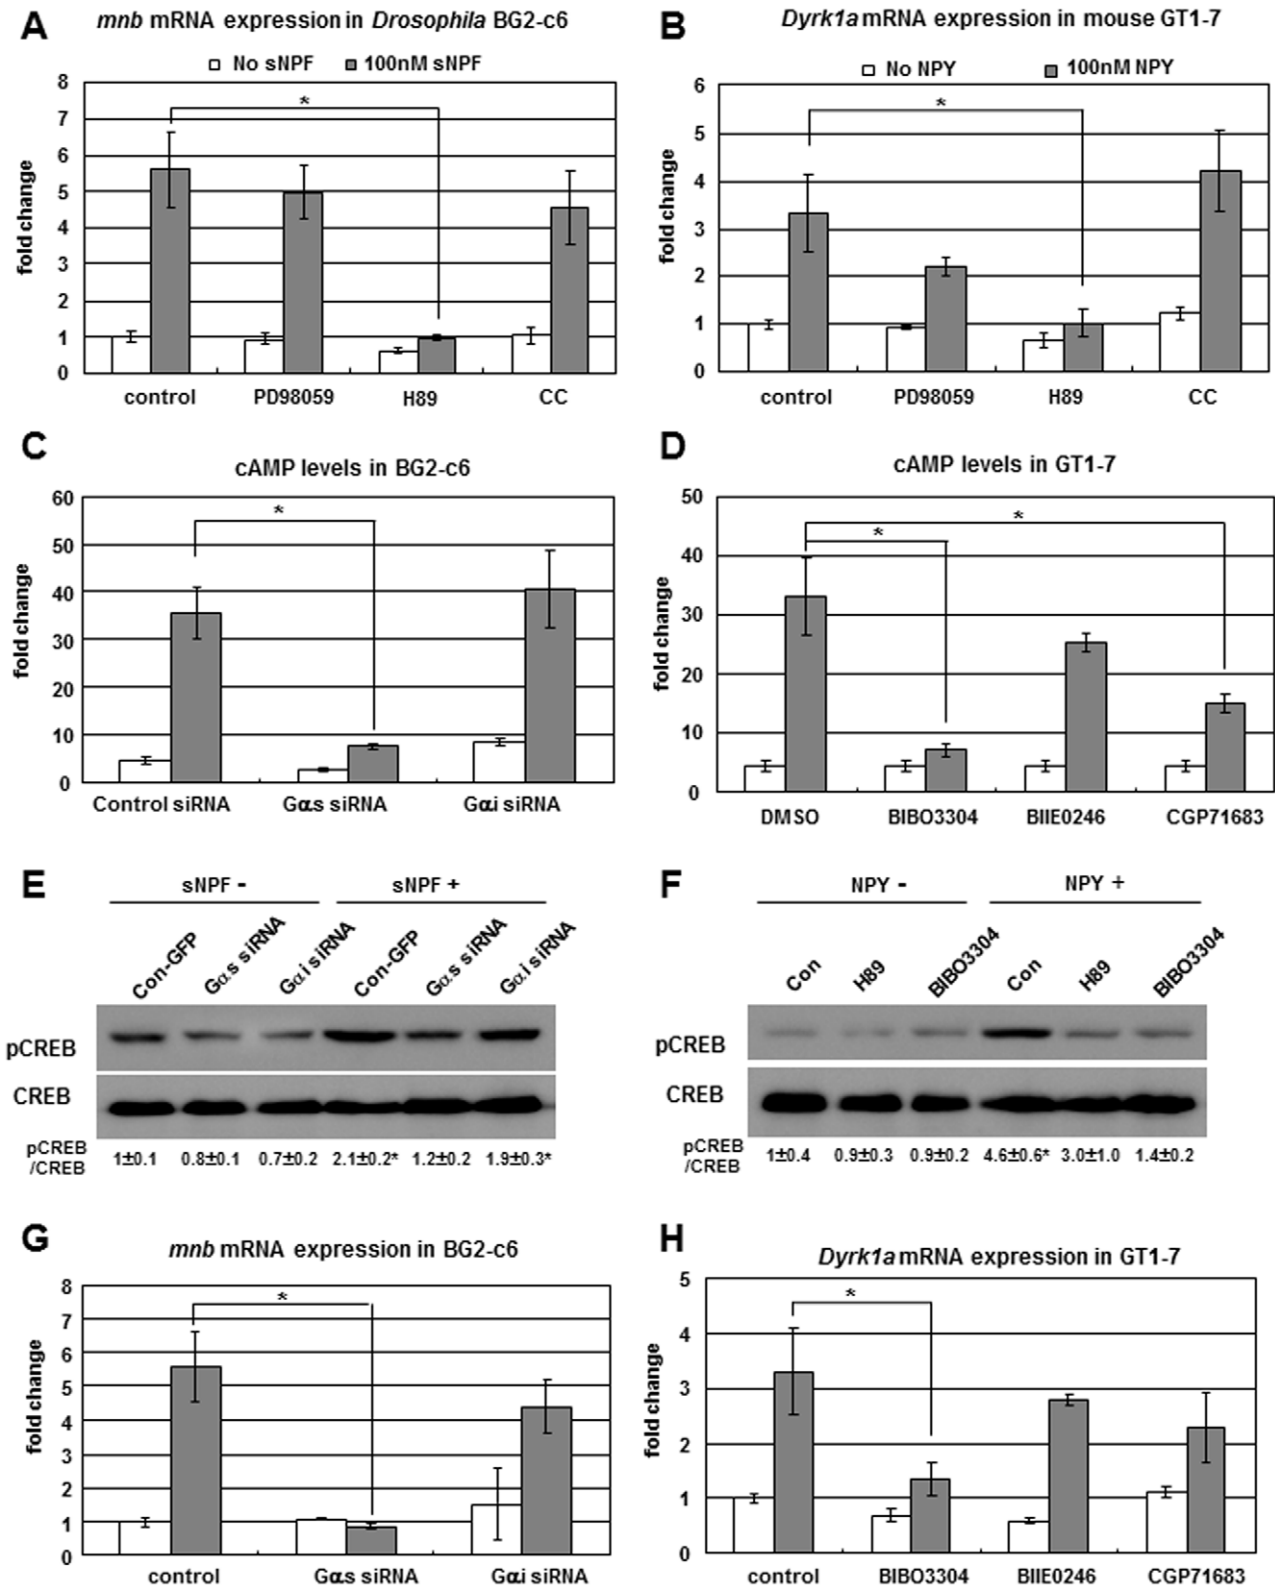 A
mnb mRNA expression in Drosophila BG2-c6
No sNPF 100nM sNPF
*
8
7
6
5
4
3
2
1
0
fold change
control PD98059 H89 CC
B
Dyrk1a mRNA expression in mouse GT1-7
No NPY 100nM NPY
*
6
5
4
3
2
1
0
fold change
control PD98059 H89 CC
C
cAMP levels in BG2-c6
*
60
50
40
30
20
10
0
fold change
Control siRNA Gαs siRNA Gαi siRNA
D
cAMP levels in GT1-7
*
*
50
40
30
20
10
0
fold change
DMSO BIBO3304 BIIE0246 CGP71683
E
sNPF - sNPF +
Con-GFP Gαs siRNA Gαi siRNA Con-GFP Gαs siRNA Gαi siRNA
pCREB
CREB
pCREB
/CREB
1±0.1 0.8±0.1 0.7±0.2 2.1±0.2* 1.2±0.2 1.9±0.3*
F
NPY - NPY +
Con H89 BIBO3304 Con H89 BIBO3304
pCREB
CREB
pCREB
/CREB
1±0.4 0.9±0.3 0.9±0.2 4.6±0.6* 3.0±1.0 1.4±0.2
G
mnb mRNA expression in BG2-c6
*
8
7
6
5
4
3
2
1
0
fold change
control Gαs siRNA Gαi siRNA
H
Dyrk1a mRNA expression in GT1-7
*
5
4
3
2
1
0
fold change
control BIBO3304 BIIE0246 CGP71683